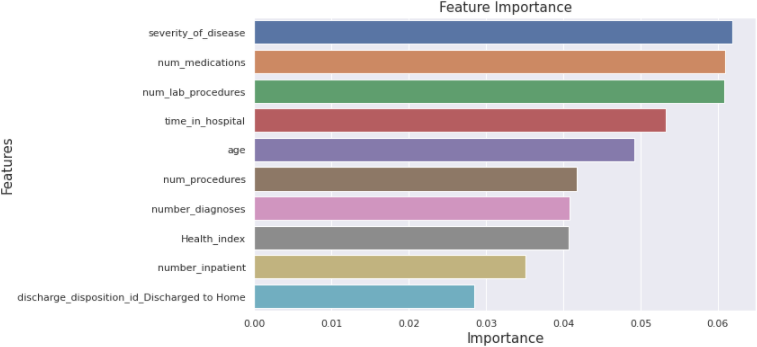 Feature Importance
Features
severity_of_disease
num_medications
num_lab_procedures
time_in_hospital
age
num_procedures
number_diagnoses
Health_index
number_inpatient
discharge_disposition_id_Discharged to Home
0.00 0.01 0.02 0.03 0.04 0.05 0.06
Importance